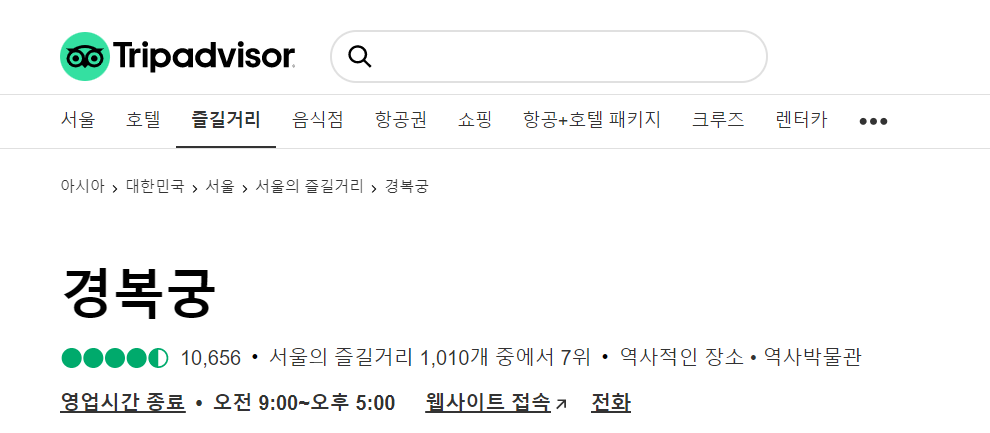 Tripadvisor
서울 호텔 즐길거리 음식점 항공권 쇼핑 항공+호텔 패키지 크루즈 렌터카 •••
아시아 › 대한민국 › 서울 › 서울의 즐길거리 › 경복궁
경복궁
10,656 • 서울의 즐길거리 1,010개 중에서 7위 • 역사적인 장소 • 역사박물관
영업시간 종료 • 오전 9:00~오후 5:00 웹사이트 접속↗ 전화